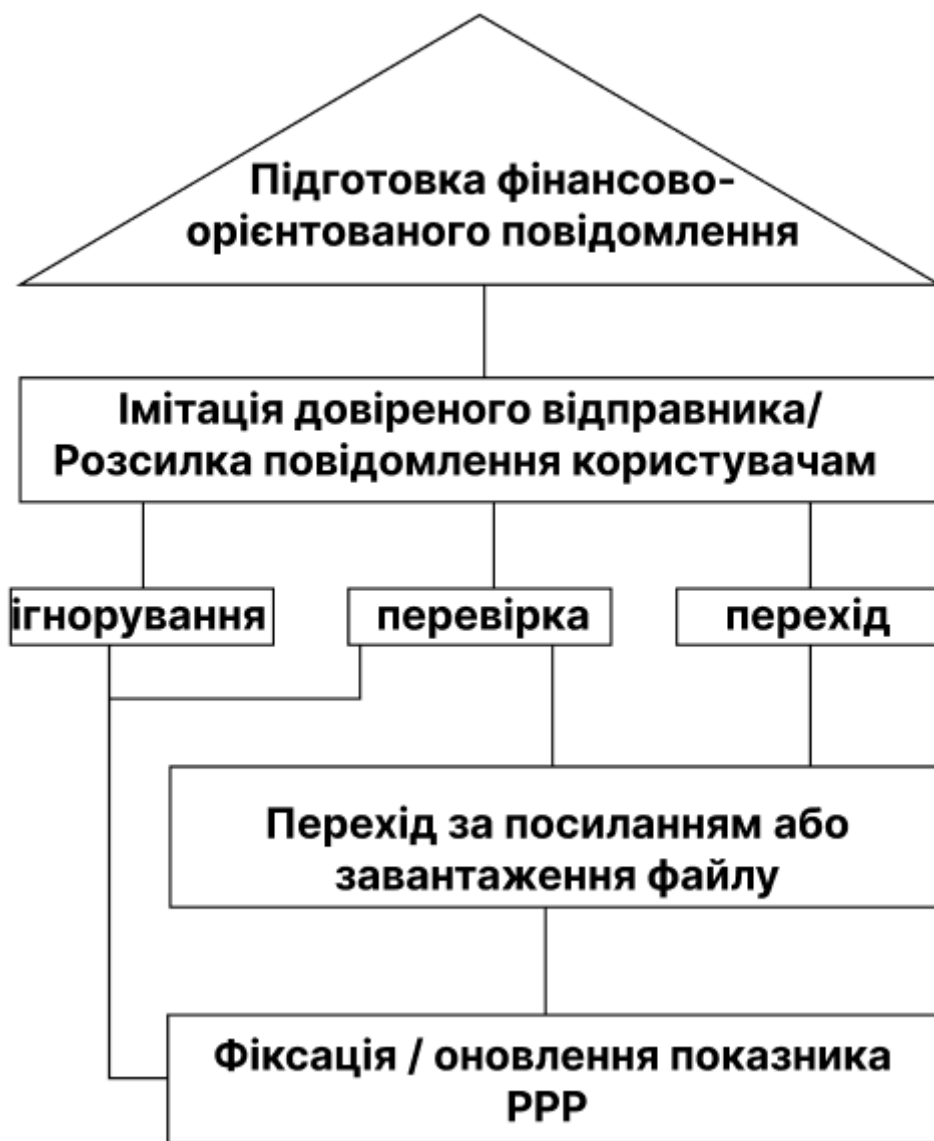 Підготовка фінансово-
орієнтованого повідомлення
Імітація довіреного відправника/
Розсилка повідомлення користувачам
ігнорування
перевірка
перехід
Перехід за посиланням або
завантаження файлу
Фіксація / оновлення показника
PPP